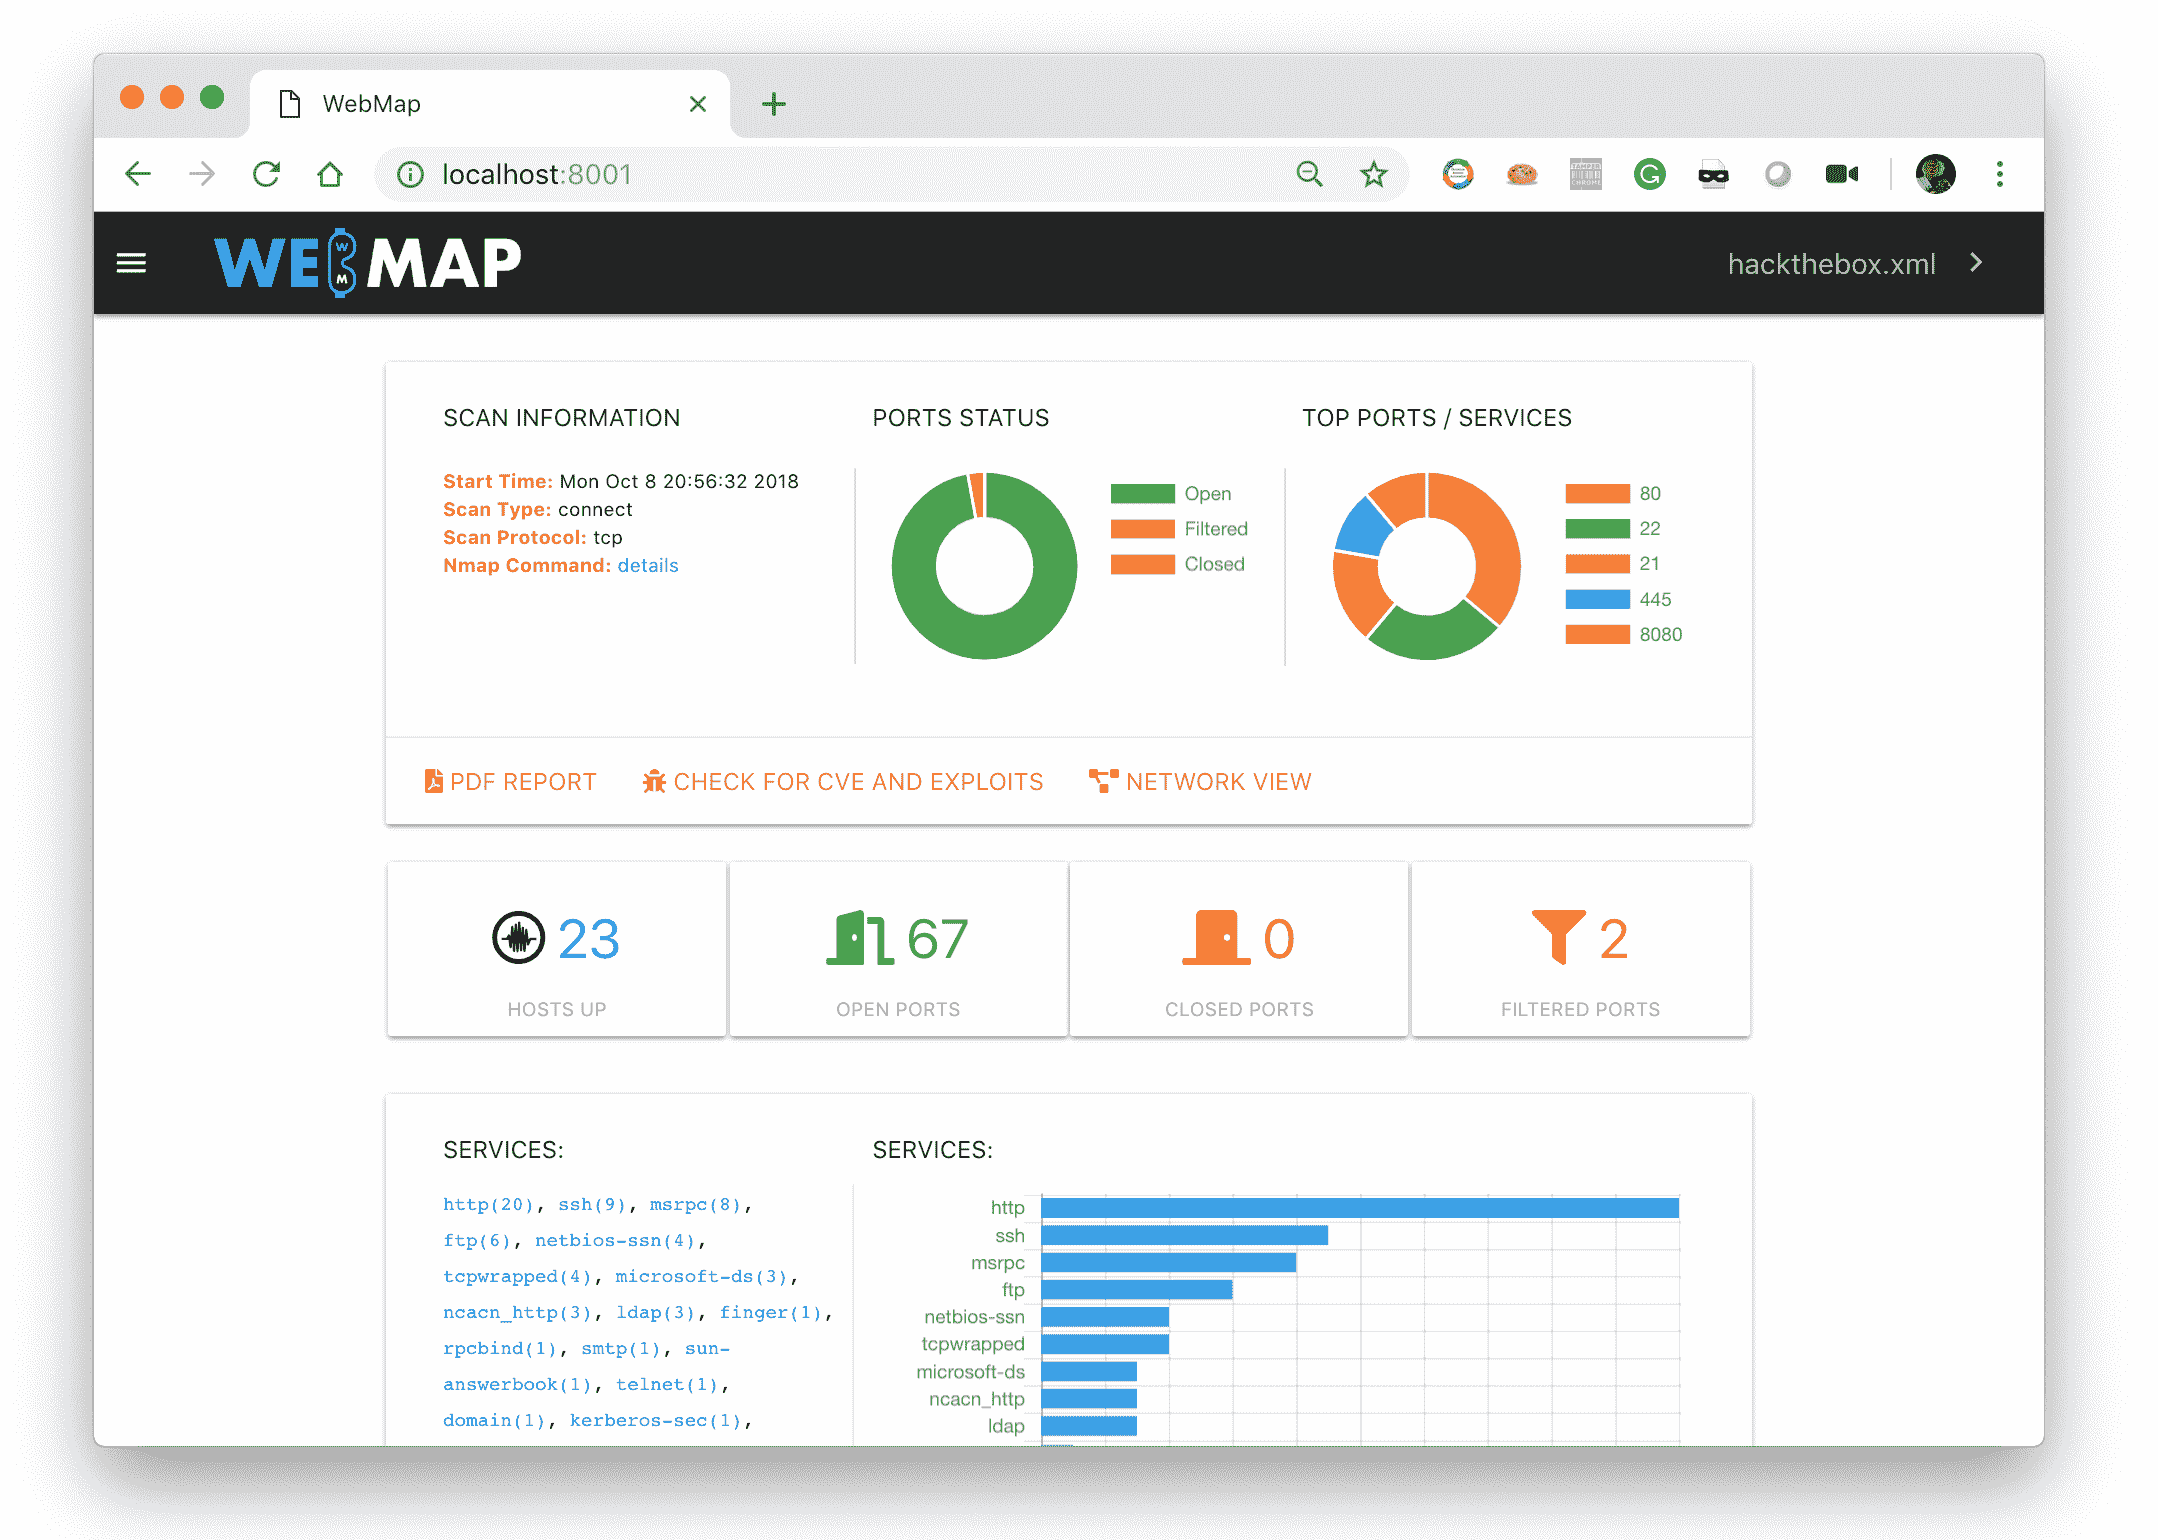 WebMap
localhost:8001
TAMPER
CHROME
WEBMAP
W
M
hackthebox.xml
SCAN INFORMATION
Start Time: Mon Oct 8 20:56:32 2018
Scan Type: connect
Scan Protocol: tcp
Nmap Command: details
PORTS STATUS
Open
Filtered
Closed
TOP PORTS / SERVICES
80
22
21
445
8080
PDF REPORT
CHECK FOR CVE AND EXPLOITS
NETWORK VIEW
23
HOSTS UP
67
OPEN PORTS
0
CLOSED PORTS
2
FILTERED PORTS
SERVICES:
http(20), ssh(9), msrpc(8),
ftp(6), netbios-ssn(4),
tcpwrapped(4), microsoft-ds(3),
ncacn_http(3), ldap(3), finger(1),
rpcbind(1), smtp(1), sun-
answerbook(1), telnet(1),
domain(1), kerberos-sec(1),
SERVICES:
http
ssh
msrpc
ftp
netbios-ssn
tcpwrapped
microsoft-ds
ncacn_http
ldap